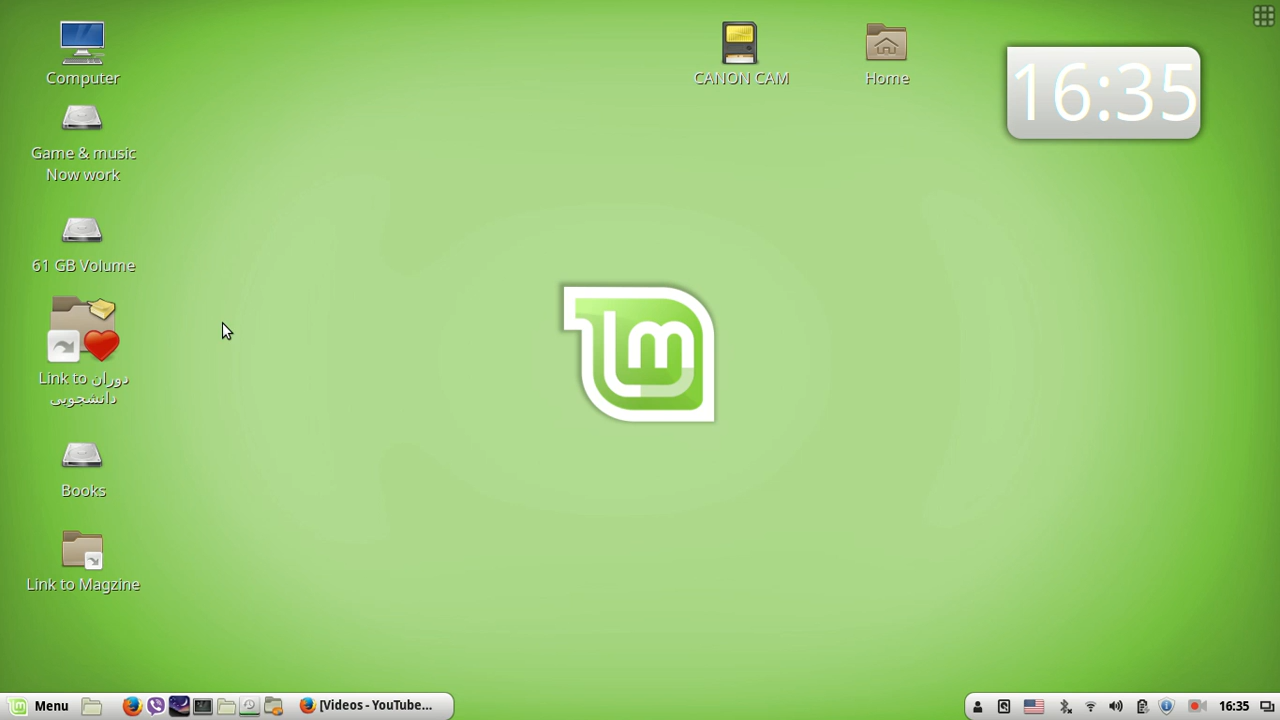 Computer
CANON CAM
Home
16:35
Game & music
Now work
61 GB Volume
Link to دوران
دانشجویی
Books
Link to Magzine
Menu
[Videos - YouTube...
16:35